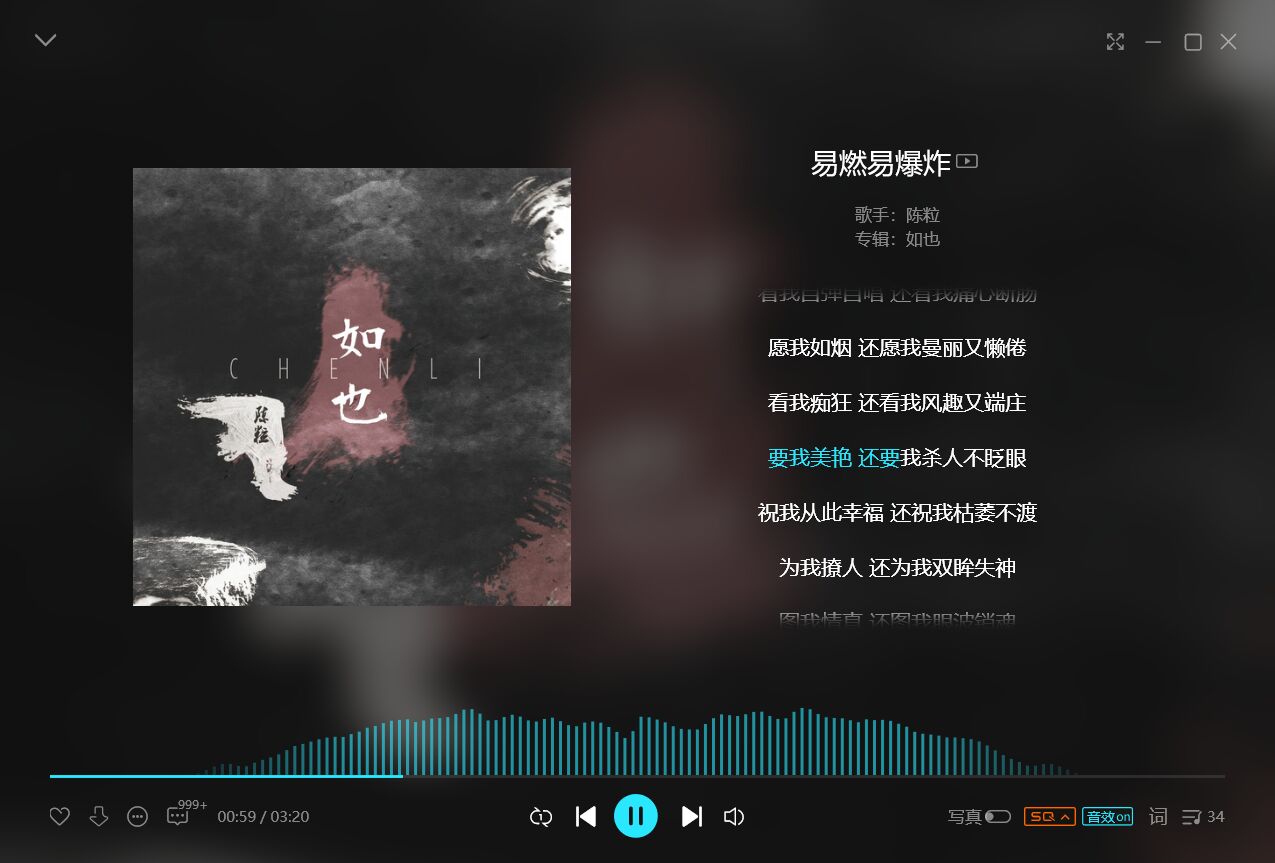 易燃易爆炸
歌手：陈粒
专辑：如也
看我自弹自唱 还看我痛心断肠
愿我如烟 还愿我曼丽又懒倦
看我痴狂 还看我风趣又端庄
要我美艳 还要我杀人不眨眼
祝我从此幸福 还祝我枯萎不渡
为我撩人 还为我双眸失神
图我情真 还图我眼波销魂
如也
CHENLI
陈粒
999+
00:59 / 03:20
1
写真
SQ
音效on
词
34